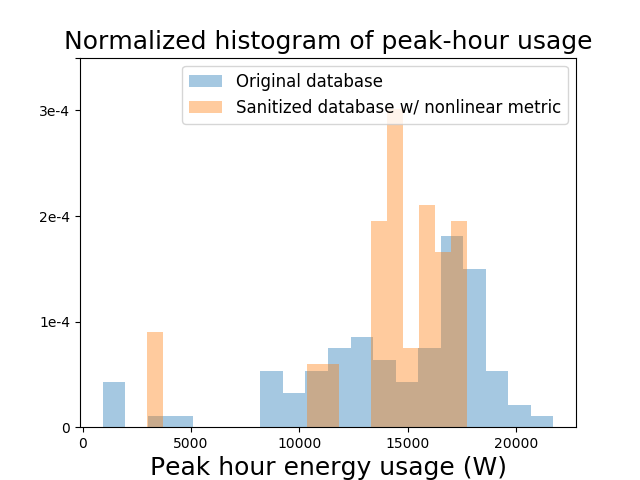 Normalized histogram of peak-hour usage
Original database
Sanitized database w/ nonlinear metric
3e-4
2e-4
1e-4
0
0 5000 10000 15000 20000
Peak hour energy usage (W)